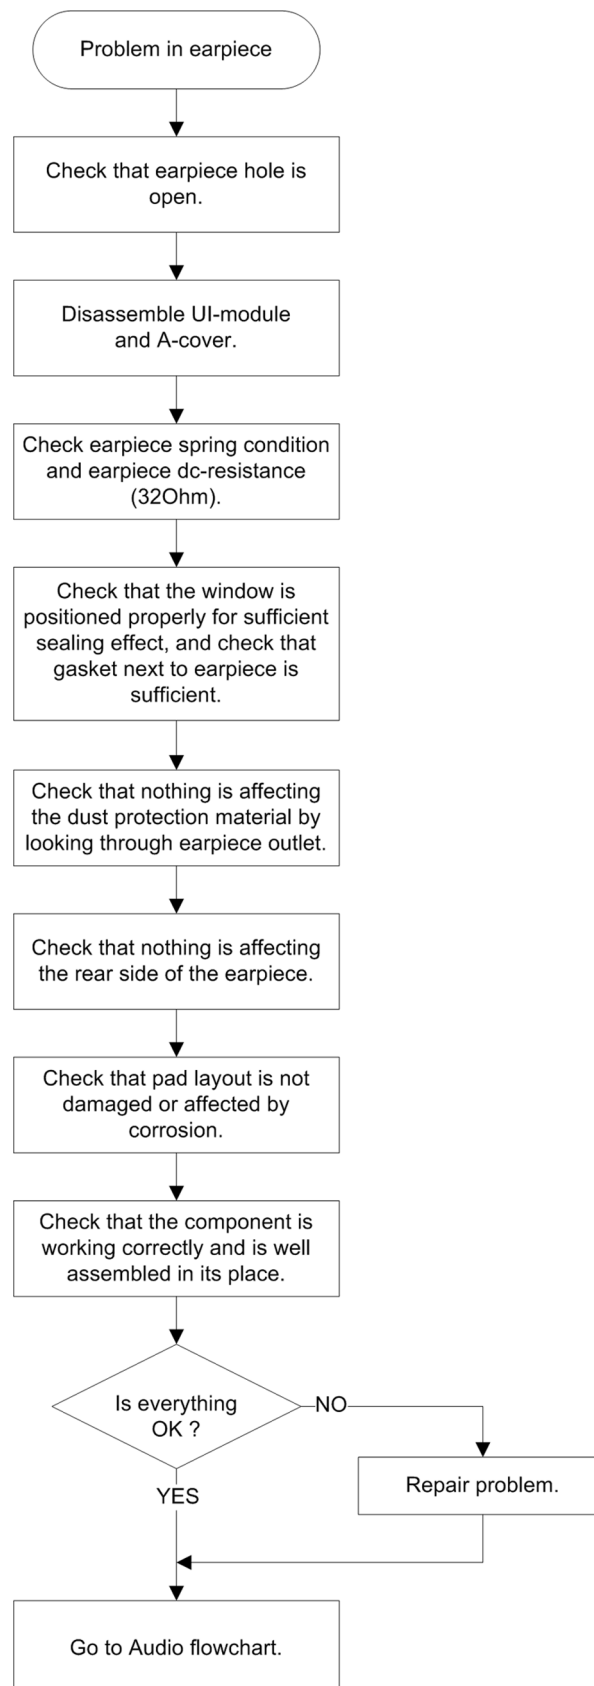 Problem in earpiece
Check that earpiece hole is
open.
Disassemble UI-module
and A-cover.
Check earpiece spring condition
and earpiece dc-resistance
(32Ohm).
Check that the window is
positioned properly for sufficient
sealing effect, and check that
gasket next to earpiece is
sufficient.
Check that nothing is affecting
the dust protection material by
looking through earpiece outlet.
Check that nothing is affecting
the rear side of the earpiece.
Check that pad layout is not
damaged or affected by
corrosion.
Check that the component is
working correctly and is well
assembled in its place.
Is everything
OK ?
NO
Repair problem.
YES
Go to Audio flowchart.